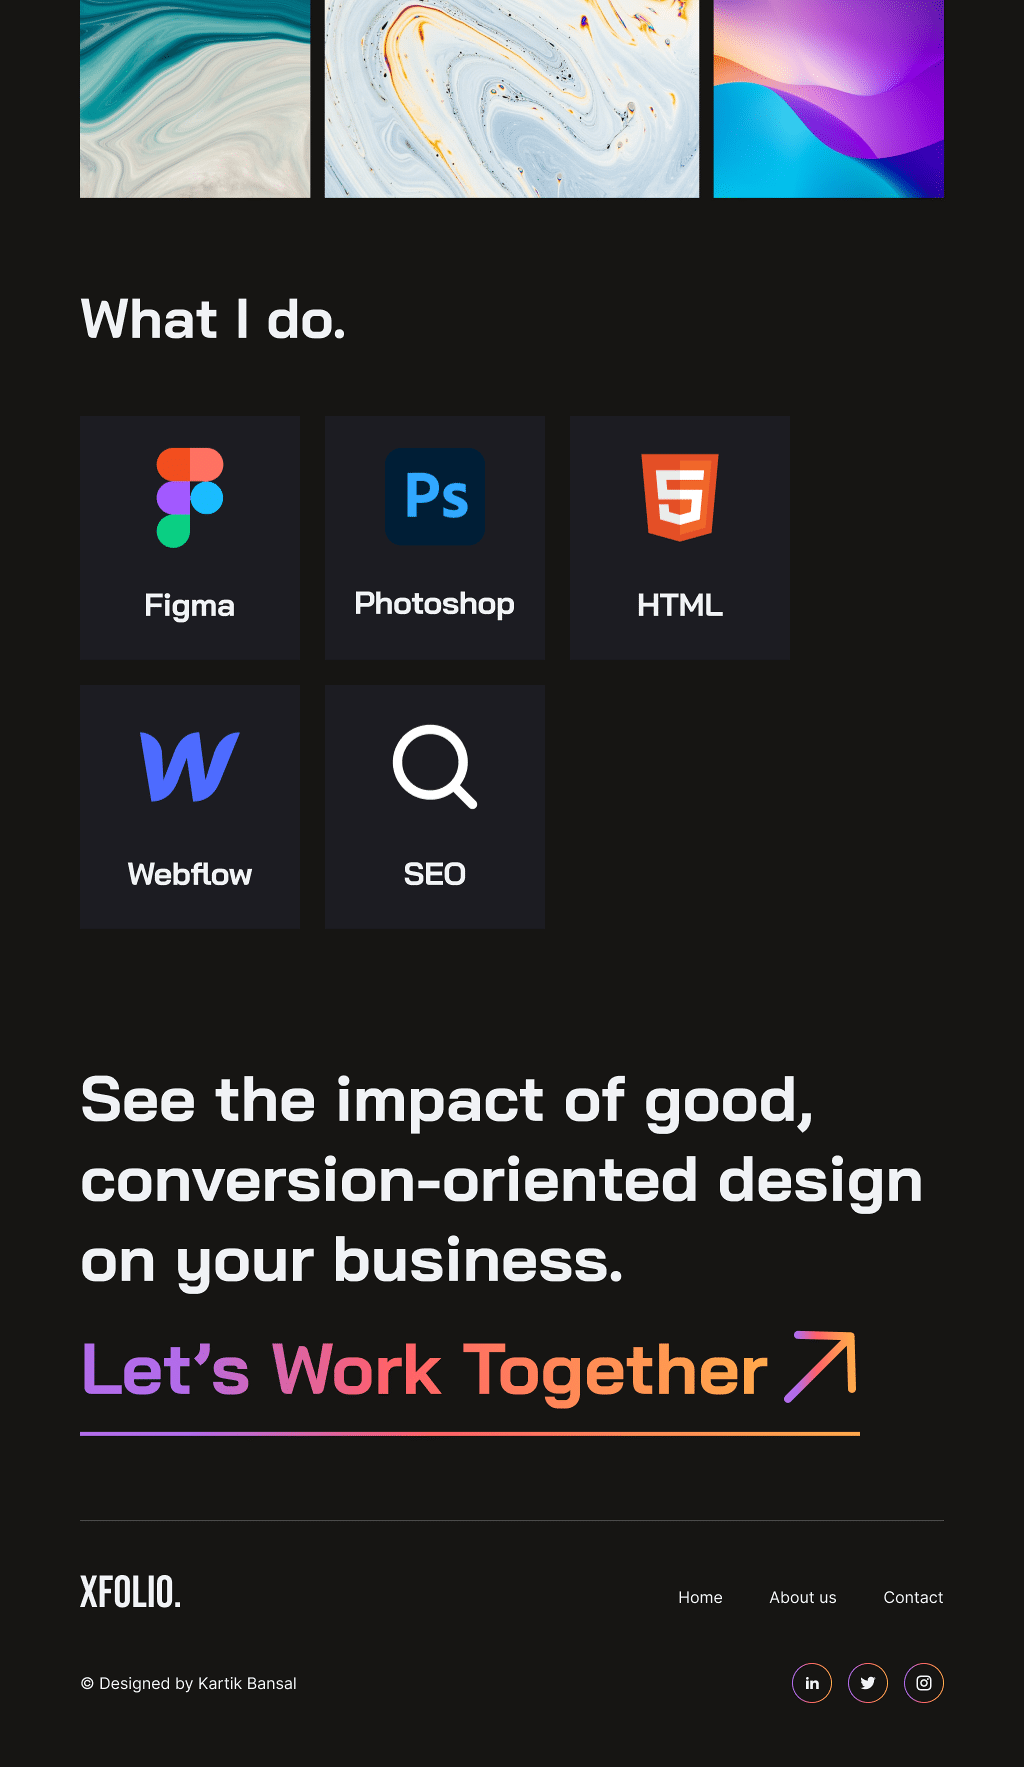 What I do.
Ps
5
Figma
Photoshop
HTML
Webflow
SEO
See the impact of good,
conversion-oriented design
on your business.
Let’s Work Together
XFOLIO.
Home
About us
Contact
© Designed by Kartik Bansal
in